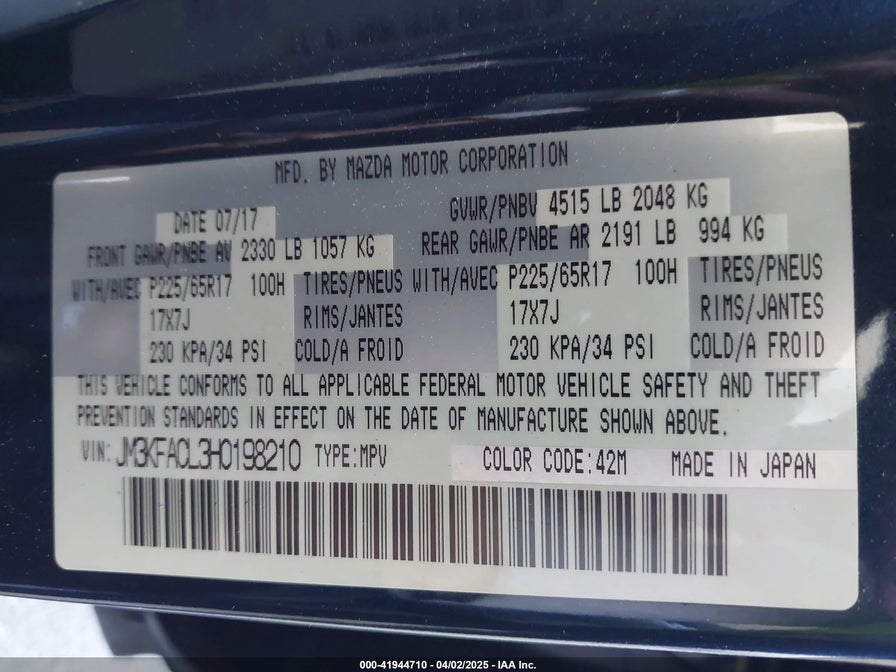 MFD. BY MAZDA MOTOR CORPORATION
DATE 07/17 GVWR/PNBV 4515 LB 2048 KG
FRONT GAWR/PNBE AV 2330 LB 1057 KG REAR GAWR/PNBE AR 2191 LB 994 KG
WITH/AVEC P225/65R17 100H TIRES/PNEUS WITH/AVEC P225/65R17 100H TIRES/PNEUS
17X7J RIMS/JANTES 17X7J RIMS/JANTES
230 KPA/34 PSI COLD/A FROID 230 KPA/34 PSI COLD/A FROID
THIS VEHICLE CONFORMS TO ALL APPLICABLE FEDERAL MOTOR VEHICLE SAFETY AND THEFT
PREVENTION STANDARDS IN EFFECT ON THE DATE OF MANUFACTURE SHOWN ABOVE.
VIN: JM3KFACL3H0198210 TYPE:MPV COLOR CODE:42M MADE IN JAPAN
000-41944710 - 04/02/2025 - IAA Inc.